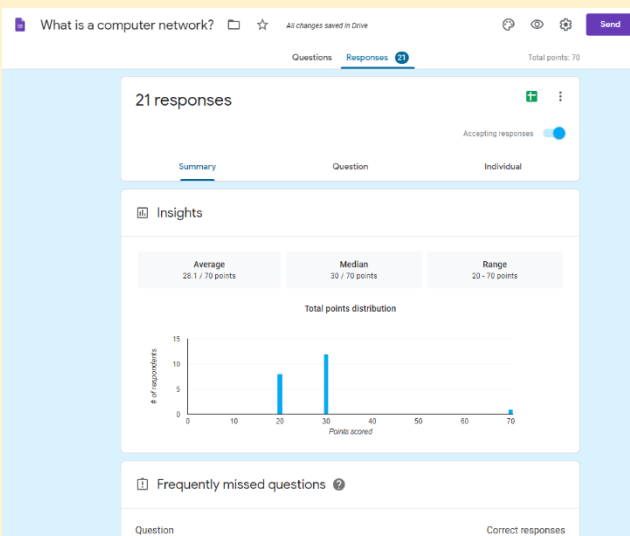 What is a computer network? All changes saved in Drive Send
Questions Responses 21 Total points: 70
21 responses
Accepting responses
Summary Question Individual
Insights
Average Median Range
28.1 / 70 points 30 / 70 points 20 - 70 points
Total points distribution
15
10
5
0
# of respondents
0 10 20 30 40 50 60 70
Points scored
Frequently missed questions ?
Question Correct responses